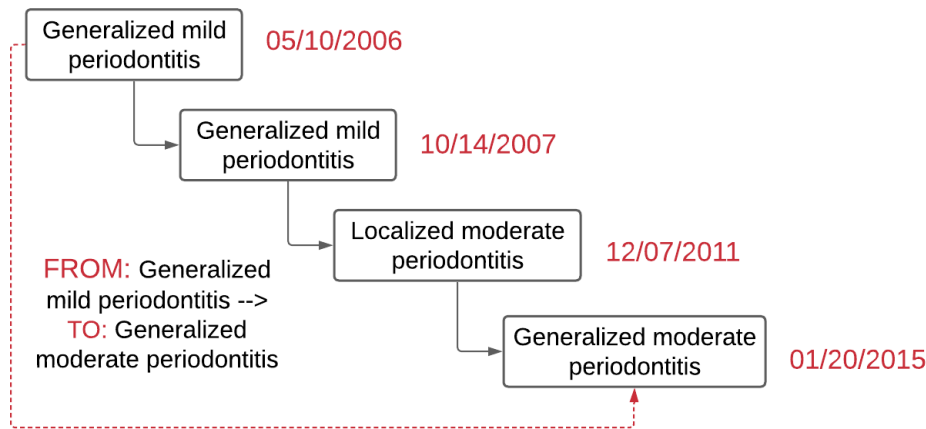 Generalized mild
periodontitis
05/10/2006
Generalized mild
periodontitis
10/14/2007
Localized moderate
periodontitis
12/07/2011
FROM: Generalized
mild periodontitis -->
TO: Generalized
moderate periodontitis
Generalized moderate
periodontitis
01/20/2015